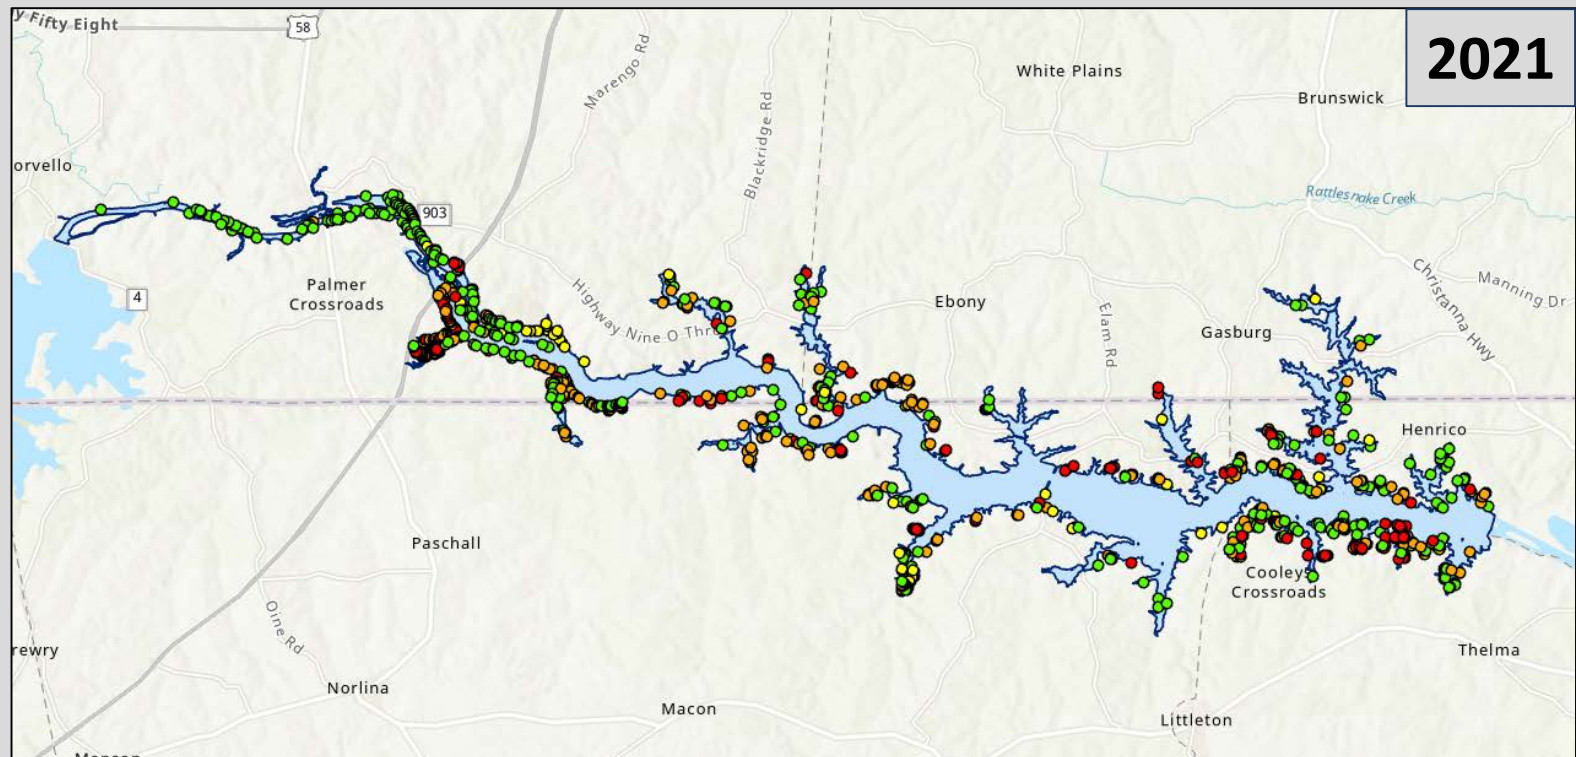 y Fifty Eight
58
2021
White Plains
Brunswick
Marengo Rd
Blackridge Rd
orvello
Rattlesnake Creek
903
Palmer
Crossroads
4
Highway Nine O Thre
Ebony
Elam Rd
Gasburg
Christanna Hwy
Manning Dr
Henrico
Paschall
Cooley
Crossroads
Oine Rd
rewry
Thelma
Norlina
Macon
Littleton